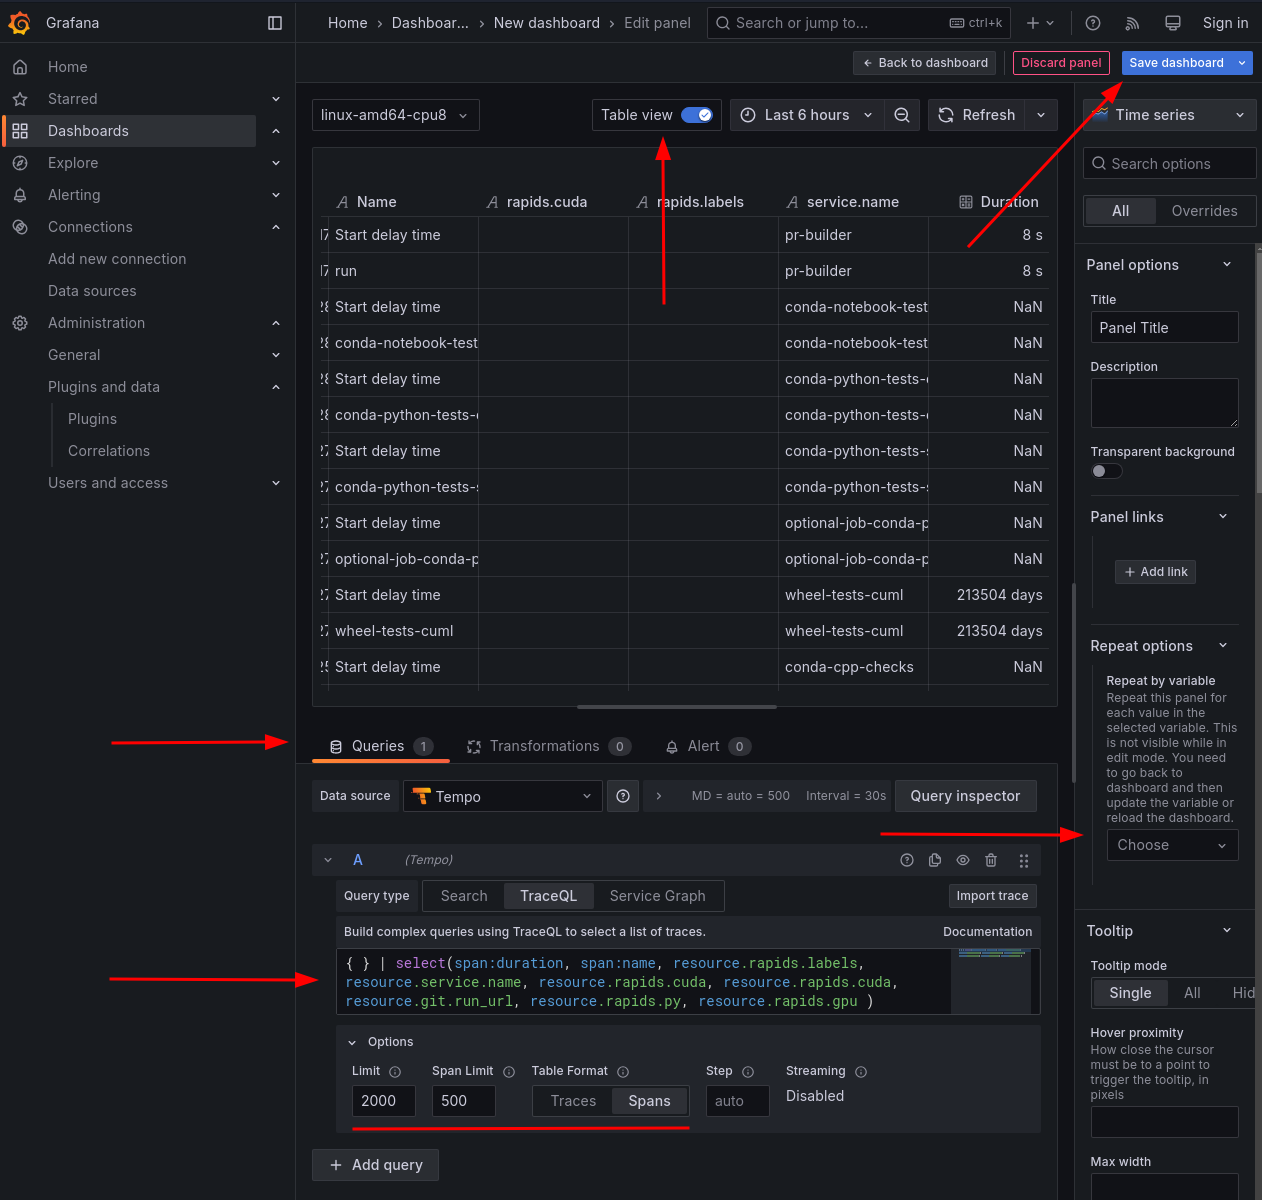 Grafana
Home › Dashboar... › New dashboard › Edit panel
Search or jump to...
ctrl+k
Sign in
Back to dashboard
Discard panel
Save dashboard
Home
Starred
Dashboards
Explore
Alerting
Connections
Add new connection
Data sources
Administration
General
Plugins and data
Plugins
Correlations
Users and access
linux-amd64-cpu8
Table view
Last 6 hours
Refresh
Time series
Name rapids.cuda rapids.labels service.name Duration
17 Start delay time pr-builder 8 s
17 run pr-builder 8 s
28 Start delay time conda-notebook-test NaN
28 conda-notebook-test conda-notebook-test NaN
28 Start delay time conda-python-tests- NaN
28 conda-python-tests- conda-python-tests- NaN
27 Start delay time conda-python-tests-s NaN
27 conda-python-tests-s conda-python-tests-s NaN
27 Start delay time optional-job-conda-p NaN
27 optional-job-conda-p optional-job-conda-p NaN
27 Start delay time wheel-tests-cuml 213504 days
27 wheel-tests-cuml wheel-tests-cuml 213504 days
25 Start delay time conda-cpp-checks NaN
Queries 1
Transformations 0
Alert 0
Data source
Tempo
MD = auto = 500
Interval = 30s
Query inspector
A
(Tempo)
Query type
Search
TraceQL
Service Graph
Import trace
Build complex queries using TraceQL to select a list of traces.
Documentation
{ } | select(span:duration, span:name, resource.rapids.labels,
resource.service.name, resource.rapids.cuda, resource.rapids.cuda,
resource.git.run_url, resource.rapids.py, resource.rapids.gpu )
Options
Limit
Span Limit
Table Format
Step
Streaming
2000
500
Traces
Spans
auto
Disabled
+ Add query
Search options
All
Overrides
Panel options
Title
Panel Title
Description
Transparent background
Panel links
+ Add link
Repeat options
Repeat by variable
Repeat this panel for
each value in the
selected variable. This
is not visible while in
edit mode. You need
to go back to
dashboard and then
update the variable or
reload the dashboard.
Choose
Tooltip
Tooltip mode
Single
All
Hid
Hover proximity
How close the cursor
must be to a point to
trigger the tooltip, in
pixels
Max width